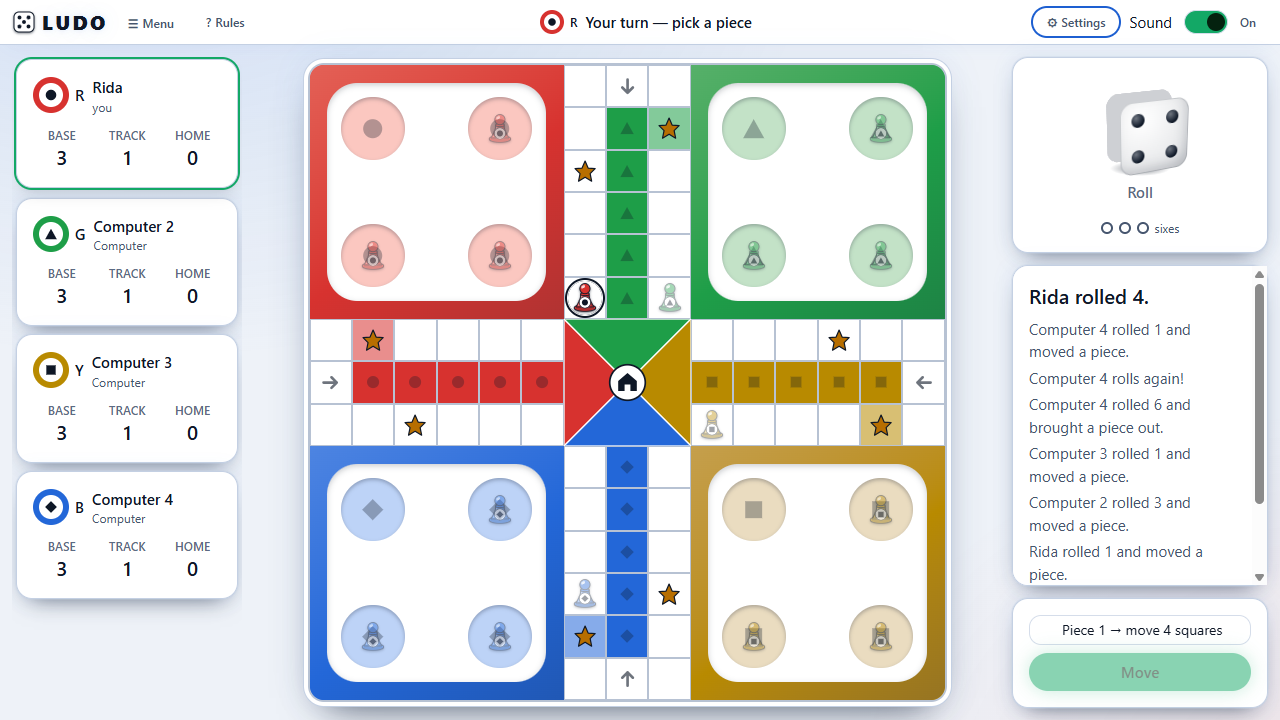 LUDO
☰ Menu
? Rules
R Your turn — pick a piece
⚙ Settings
Sound
On
R Rida
you
BASE TRACK HOME
3 1 0
G Computer 2
Computer
BASE TRACK HOME
3 1 0
Y Computer 3
Computer
BASE TRACK HOME
3 1 0
B Computer 4
Computer
BASE TRACK HOME
3 1 0
Roll
sixes
Rida rolled 4.
Computer 4 rolled 1 and
moved a piece.
Computer 4 rolls again!
Computer 4 rolled 6 and
brought a piece out.
Computer 3 rolled 1 and
moved a piece.
Computer 2 rolled 3 and
moved a piece.
Rida rolled 1 and moved a
piece.
Piece 1 → move 4 squares
Move